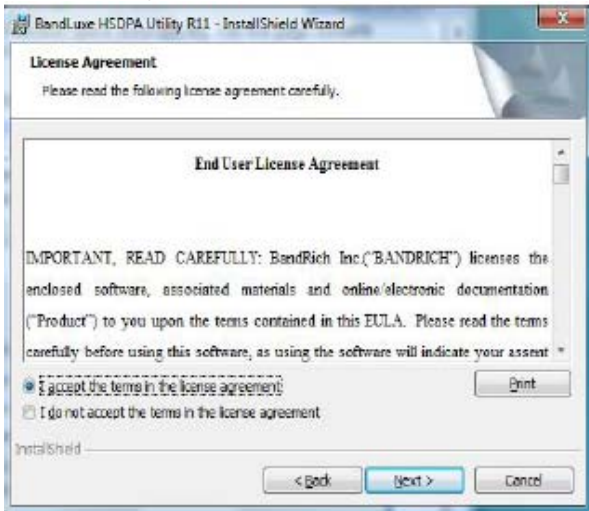 BandLuxe HSDPA Utility R11 - InstallShield Wizard
License Agreement
Please read the following license agreement carefully.
End User License Agreement
IMPORTANT, READ CAREFULLY: BandRich Inc.("BANDRICH") licenses the
enclosed software, associated materials and online/electronic documentation
("Product") to you upon the terms contained in this EULA. Please read the terms
carefully before using this software, as using the software will indicate your assent
I accept the terms in the license agreement
Print
I do not accept the terms in the license agreement
InstallShield
< Back
Next >
Cancel